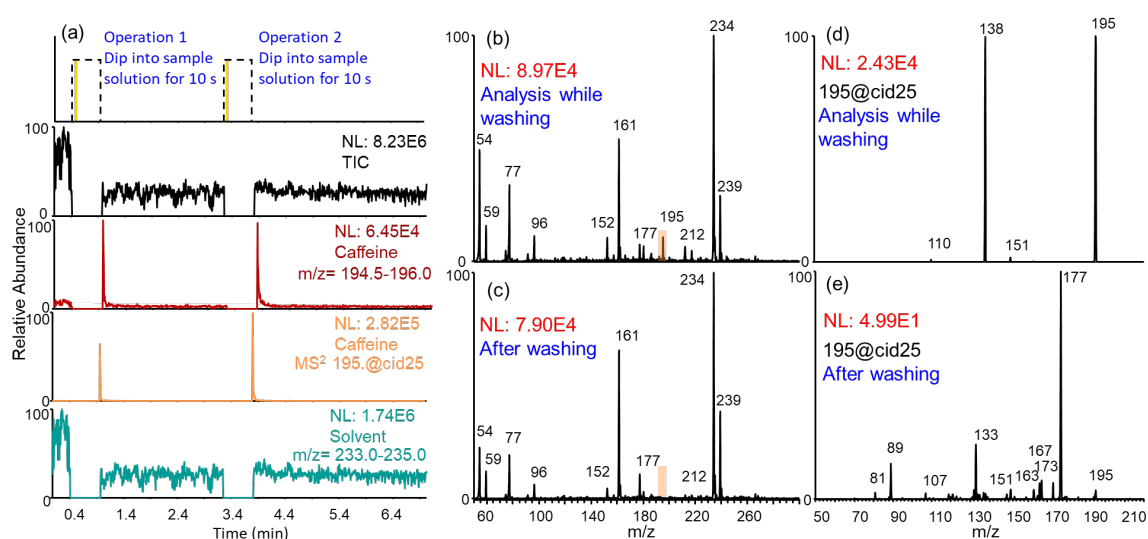 (a)
Operation 1
Dip into sample
solution for 10 s
Operation 2
Dip into sample
solution for 10 s
Relative Abundance
100
0
NL: 8.23E6
TIC
100
0
NL: 6.45E4
Caffeine
m/z= 194.5-196.0
100
0
NL: 2.82E5
Caffeine
MS² 195.@cid25
100
0
NL: 1.74E6
Solvent
m/z= 233.0-235.0
0.4 1.4 2.4 3.4 4.4 5.4 6.4
Time (min)
(b)
100
0
NL: 8.97E4
Analysis while
washing
54
59
77
96
152
161
177
195
212
234
239
(c)
100
0
NL: 7.90E4
After washing
54
59
77
96
152
161
177
212
234
239
60 100 140 180 220 260
m/z
(d)
100
0
NL: 2.43E4
195@cid25
Analysis while
washing
110
138
151
195
(e)
100
0
NL: 4.99E1
195@cid25
After washing
81
89
107
133
151
163
167
173
177
195
50 70 90 110 130 150 170 190 210
m/z